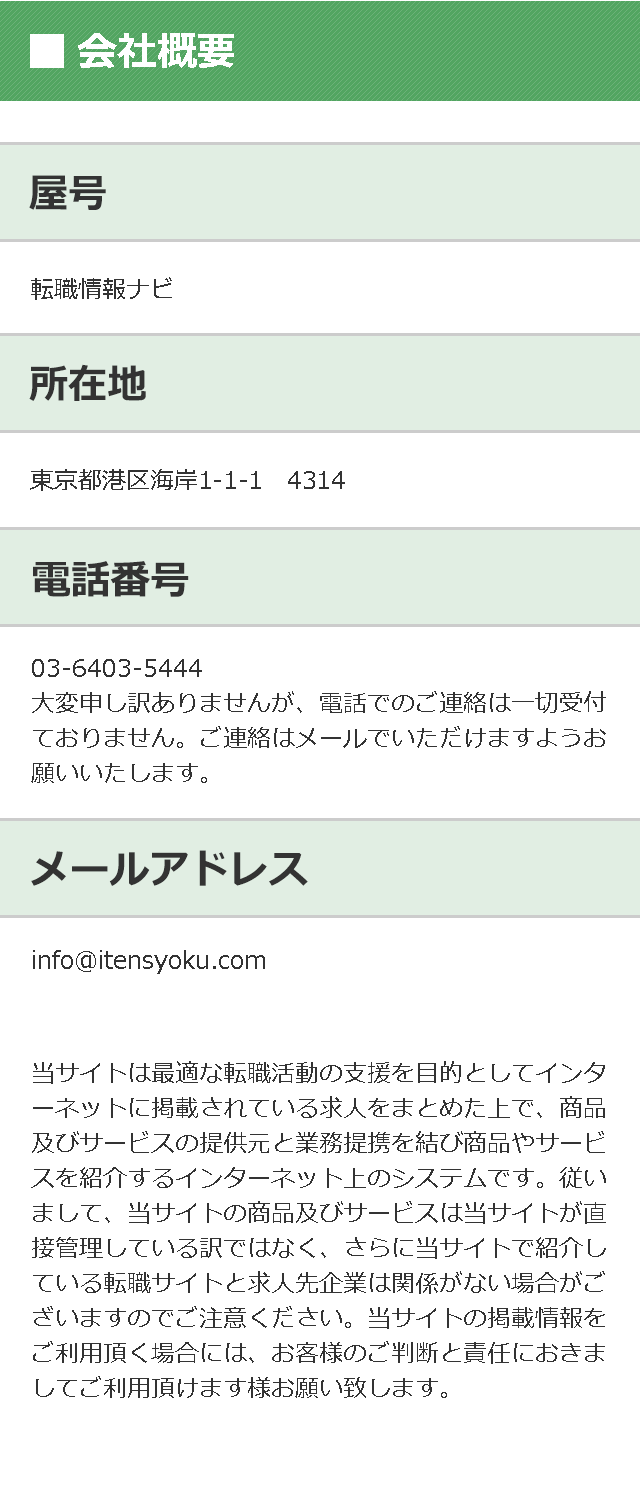 ■ 会社概要
屋号
転職情報ナビ
所在地
東京都港区海岸1-1-1　4314
電話番号
03-6403-5444
大変申し訳ありませんが、電話でのご連絡は一切受付
ておりません。ご連絡はメールでいただけますようお
願いいたします。
メールアドレス
info@itensyoku.com
当サイトは最適な転職活動の支援を目的としてインタ
ーネットに掲載されている求人をまとめた上で、商品
及びサービスの提供元と業務提携を結び商品やサービ
スを紹介するインターネット上のシステムです。従い
まして、当サイトの商品及びサービスは当サイトが直
接管理している訳ではなく、さらに当サイトで紹介し
ている転職サイトと求人先企業は関係がない場合がご
ざいますのでご注意ください。当サイトの掲載情報を
ご利用頂く場合には、お客様のご判断と責任におきま
してご利用頂けます様お願い致します。